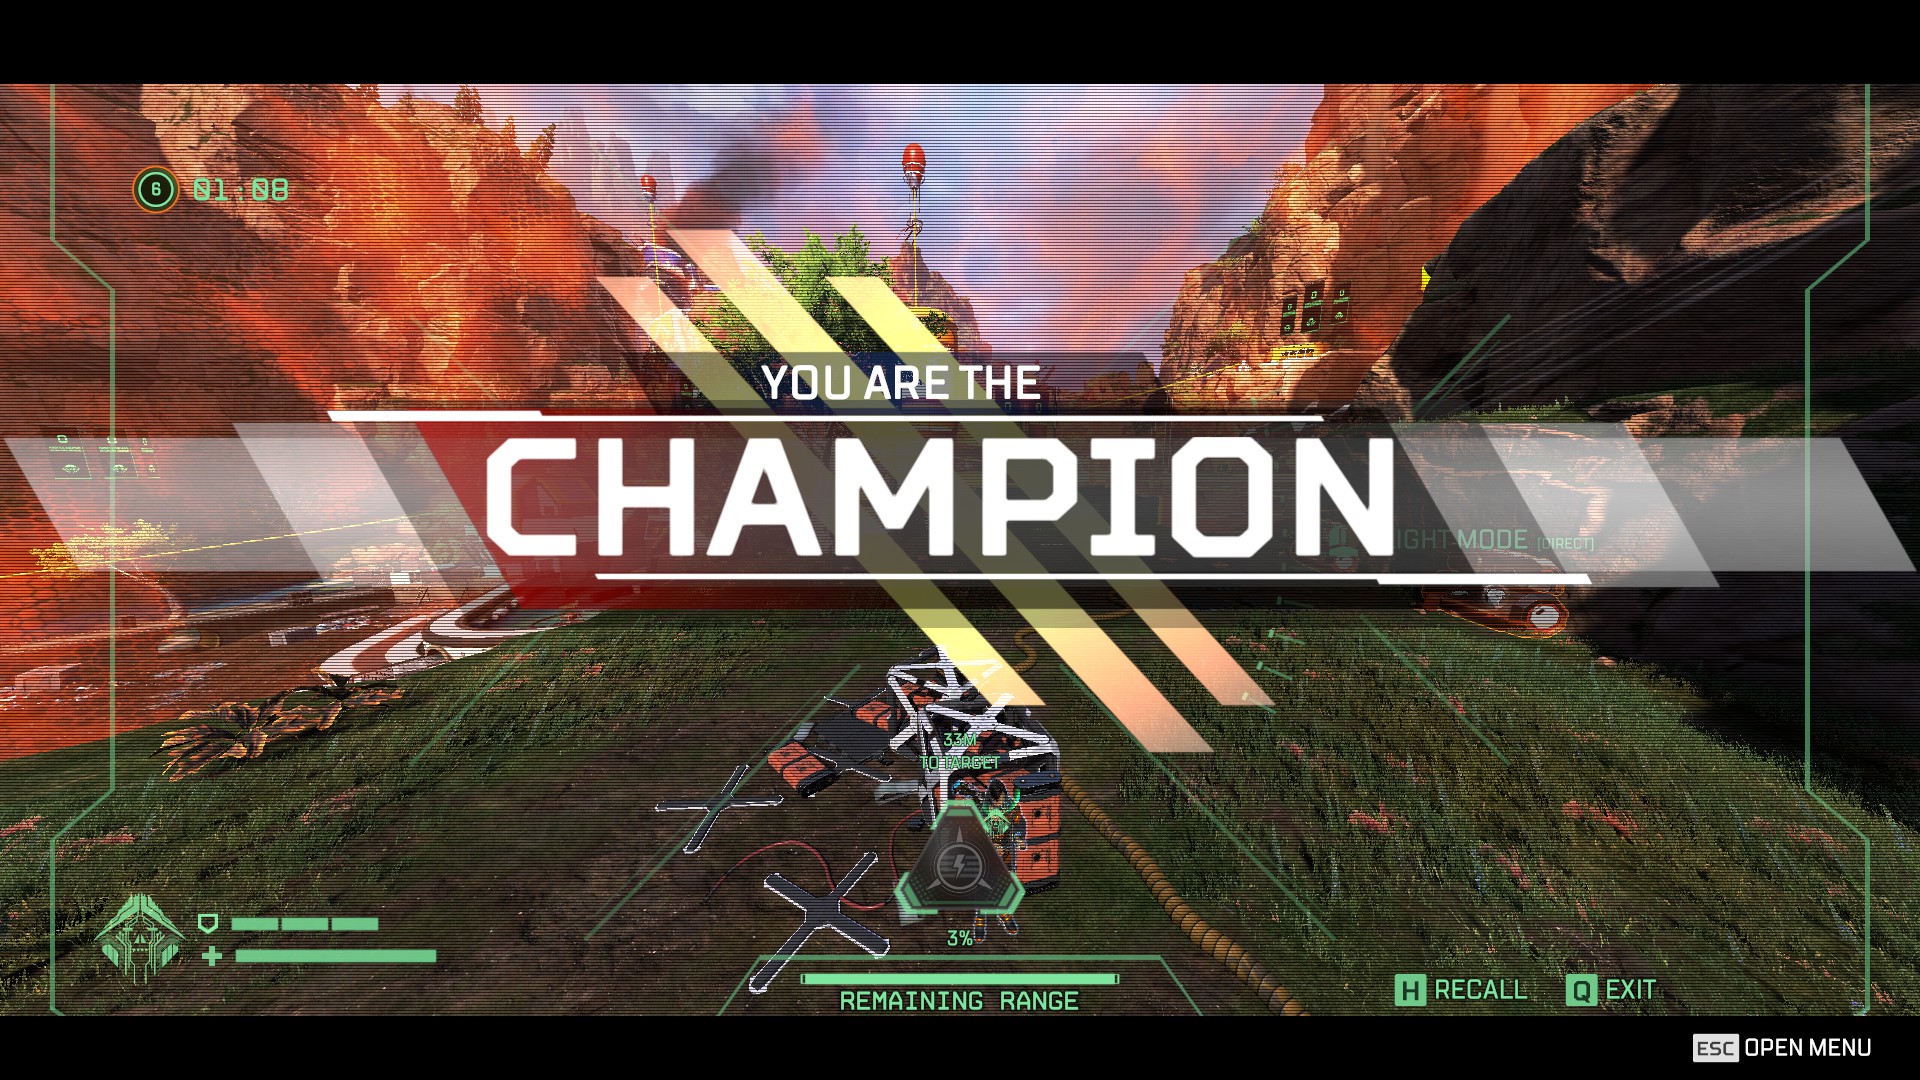 6 01:08
YOU ARE THE
CHAMPION
IGHT MODE [DIRECT]
33M
TO TARGET
3%
REMAINING RANGE
H RECALL Q EXIT
ESC OPEN MENU